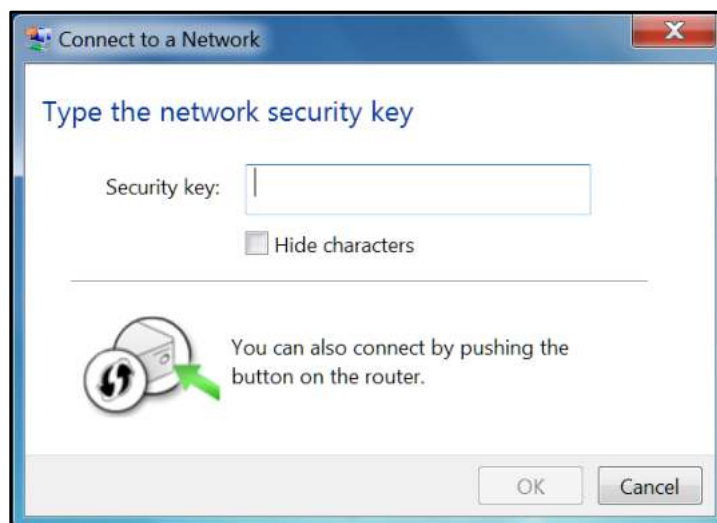 Connect to a Network
Type the network security key
Security key:
Hide characters
You can also connect by pushing the
button on the router.
OK
Cancel